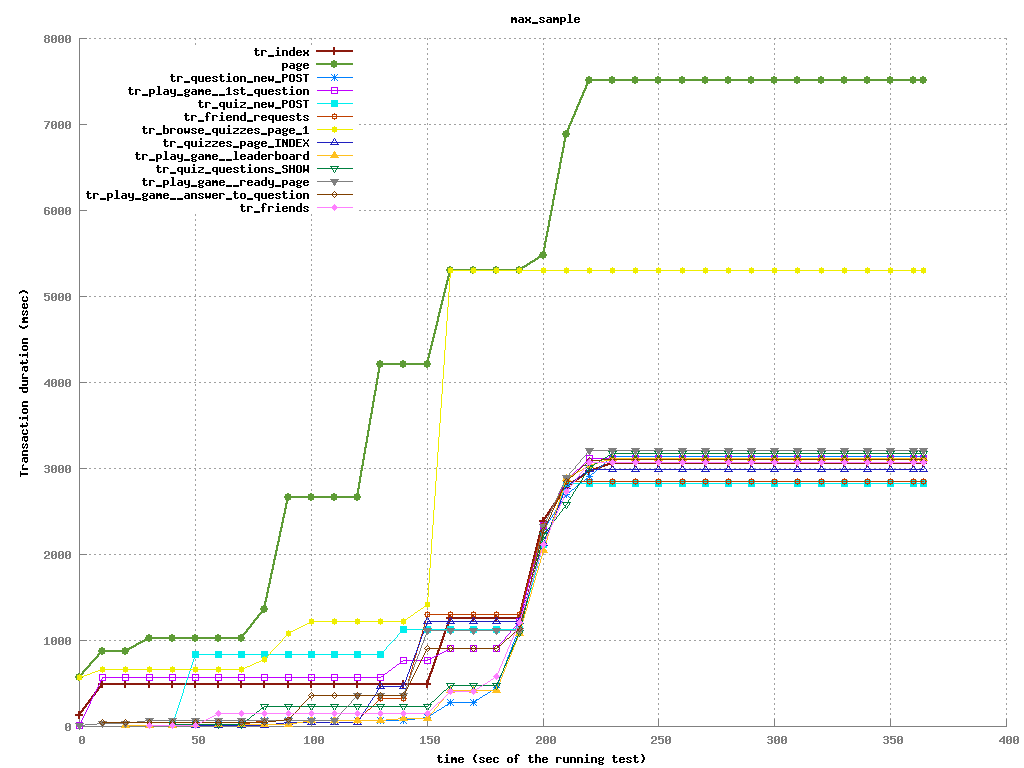 max_sample
8000
7000
6000
5000
4000
3000
2000
1000
0
Transaction duration (msec)
tr_index
page
tr_question_new_POST
tr_play_game__1st_question
tr_quiz_new_POST
tr_friend_requests
tr_browse_quizzes_page_1
tr_quizzes_page_INDEX
tr_play_game__leaderboard
tr_quiz_questions_SHOW
tr_play_game__ready_page
tr_play_game__answer_to_question
tr_friends
0 50 100 150 200 250 300 350 400
time (sec of the running test)